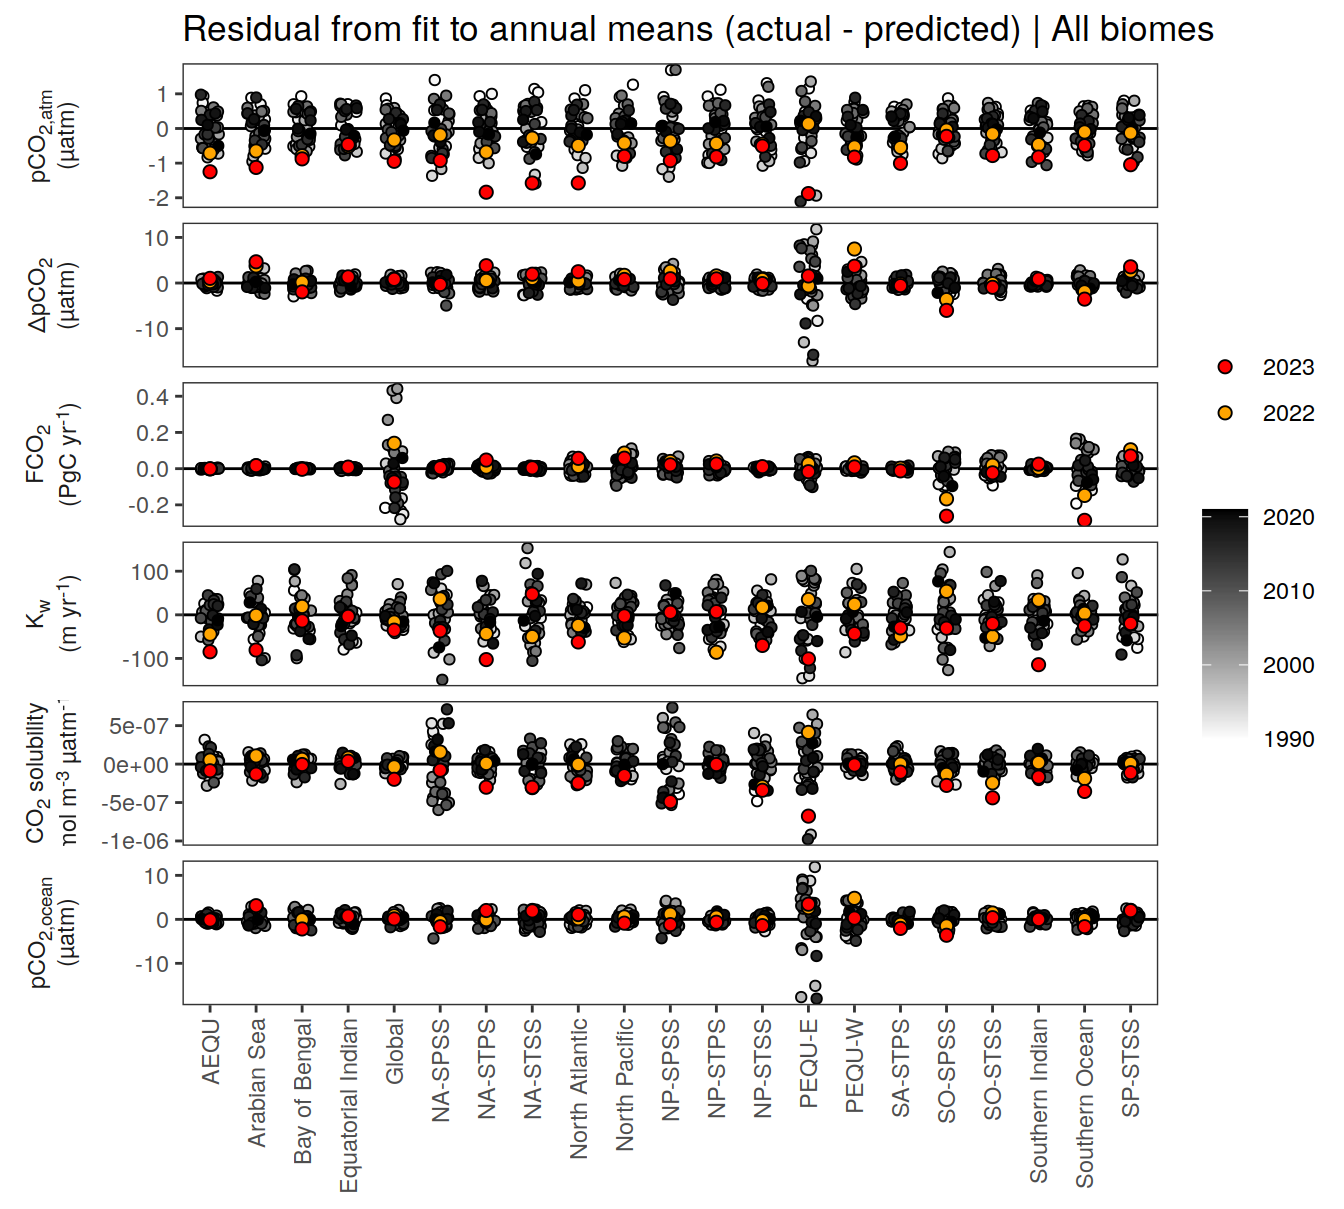 Residual from fit to annual means (actual - predicted) | All biomes
pCO2,atm
(µatm)
1
0
-1
-2
ΔpCO2
(µatm)
10
0
-10
FCO2
(PgC yr-1)
0.4
0.2
0.0
-0.2
Kw
(m yr-1)
100
0
-100
CO2 solubility
mol m-3 µatm-
5e-07
0e+00
-5e-07
-1e-06
pCO2,ocean
(µatm)
10
0
-10
AEQU
Arabian Sea
Bay of Bengal
Equatorial Indian
Global
NA-SPSS
NA-STPS
NA-STSS
North Atlantic
North Pacific
NP-SPSS
NP-STPS
NP-STSS
PEQU-E
PEQU-W
SA-STPS
SO-SPSS
SO-STSS
Southern Indian
Southern Ocean
SP-STSS
2023
2022
2020
2010
2000
1990